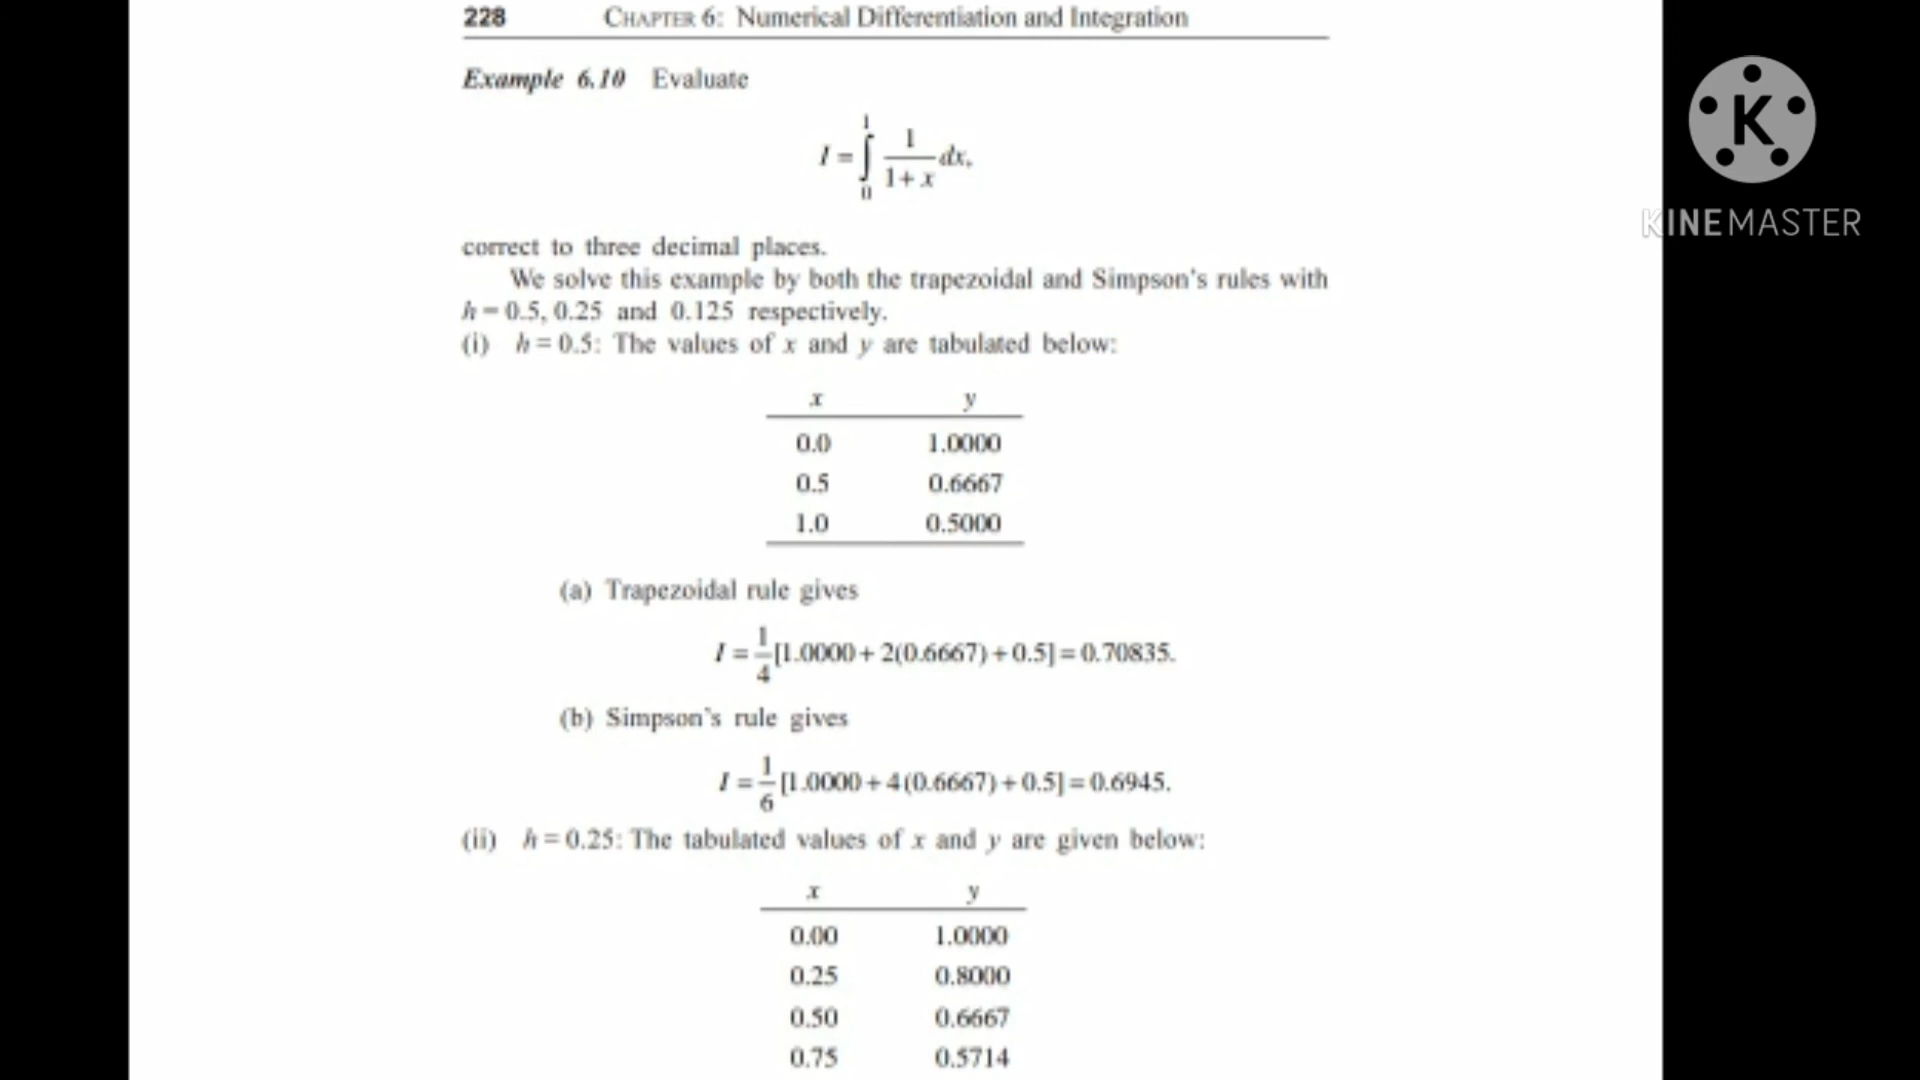 228 CHAPTER 6: Numerical Differentiation and Integration
Example 6.10 Evaluate
I = ∫₀¹ 1/(1+x) dx,
correct to three decimal places.
We solve this example by both the trapezoidal and Simpson's rules with
h = 0.5, 0.25 and 0.125 respectively.
(i) h = 0.5: The values of x and y are tabulated below:
x y
0.0 1.0000
0.5 0.6667
1.0 0.5000
(a) Trapezoidal rule gives
I = 1/4 [1.0000 + 2(0.6667) + 0.5] = 0.70835.
(b) Simpson's rule gives
I = 1/6 [1.0000 + 4(0.6667) + 0.5] = 0.6945.
(ii) h = 0.25: The tabulated values of x and y are given below:
x y
0.00 1.0000
0.25 0.8000
0.50 0.6667
0.75 0.5714
K
KINEMASTER